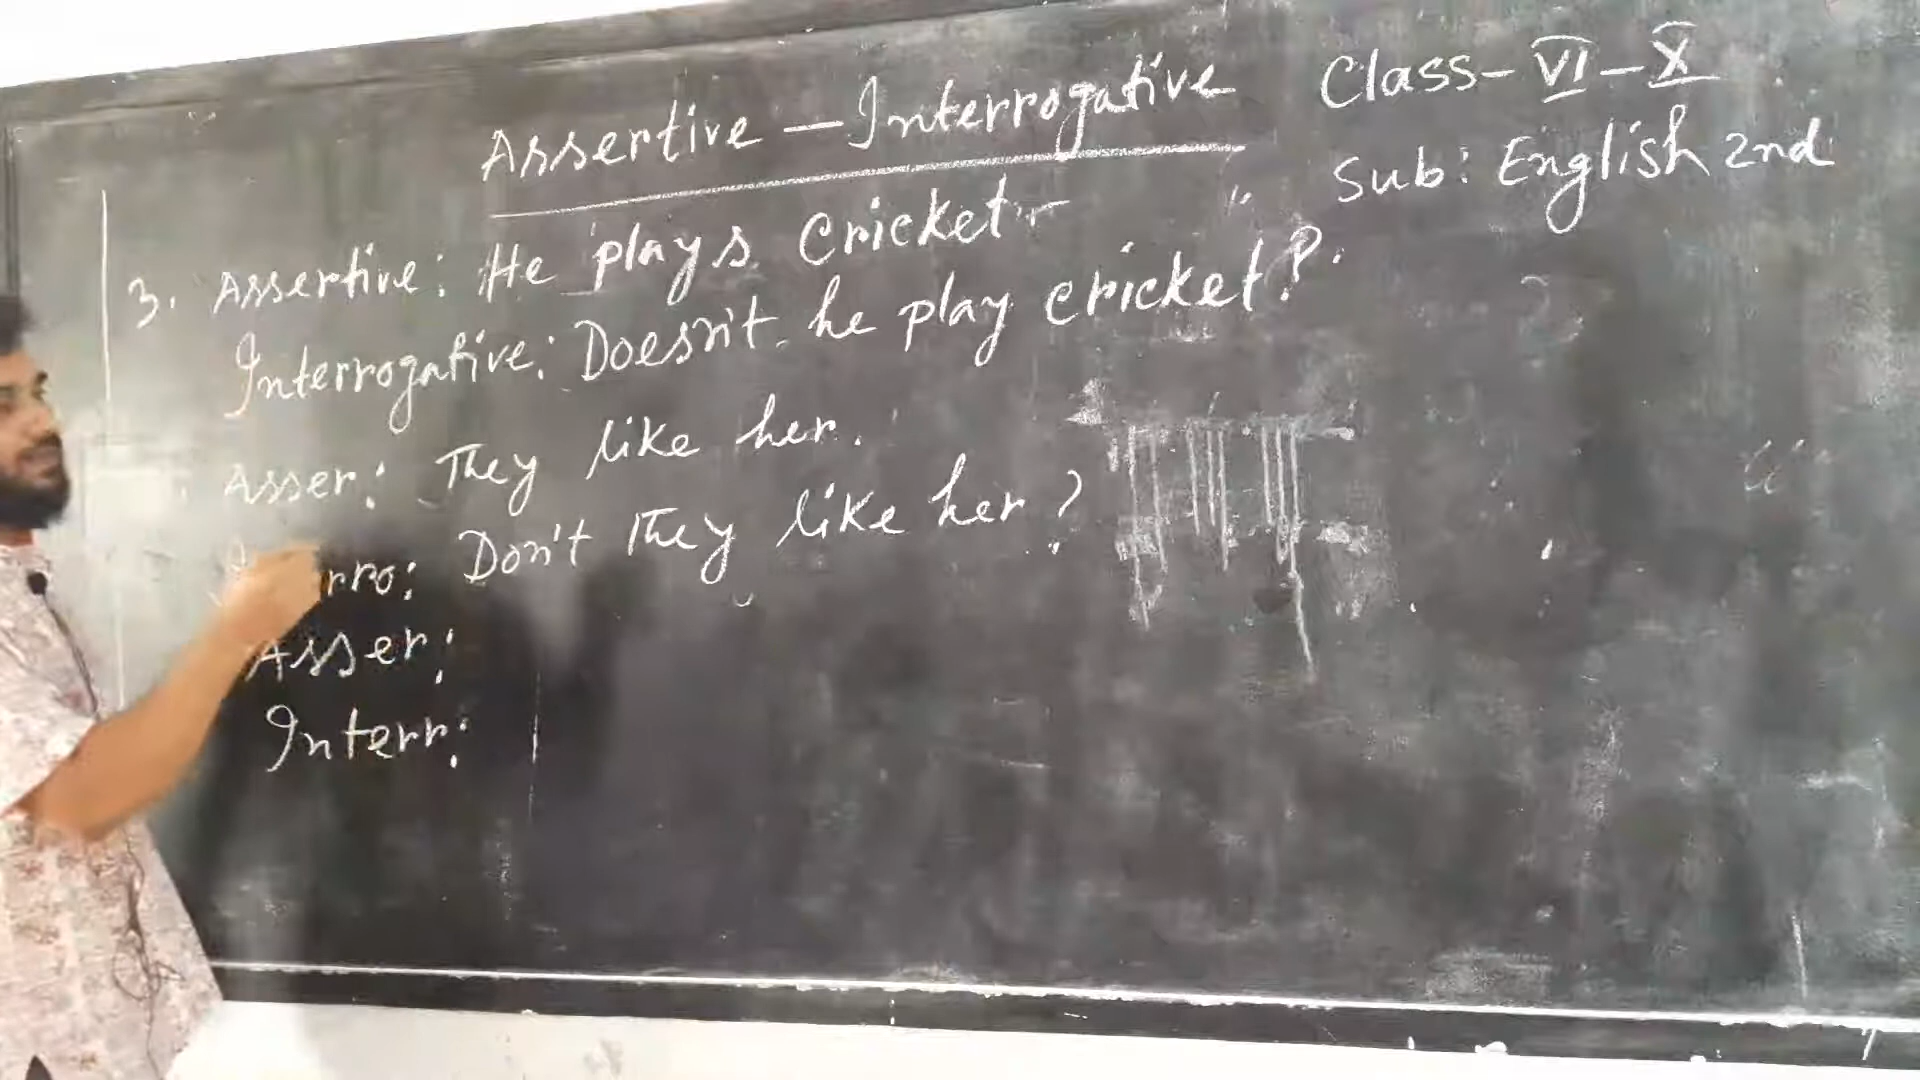 Assertive – Interrogative
Class – VI – X
Sub: English 2nd
3. Assertive: He plays cricket.
Interrogative: Doesn't he play cricket?
Asser: They like her.
rro: Don't they like her?
Asser:
Interr: